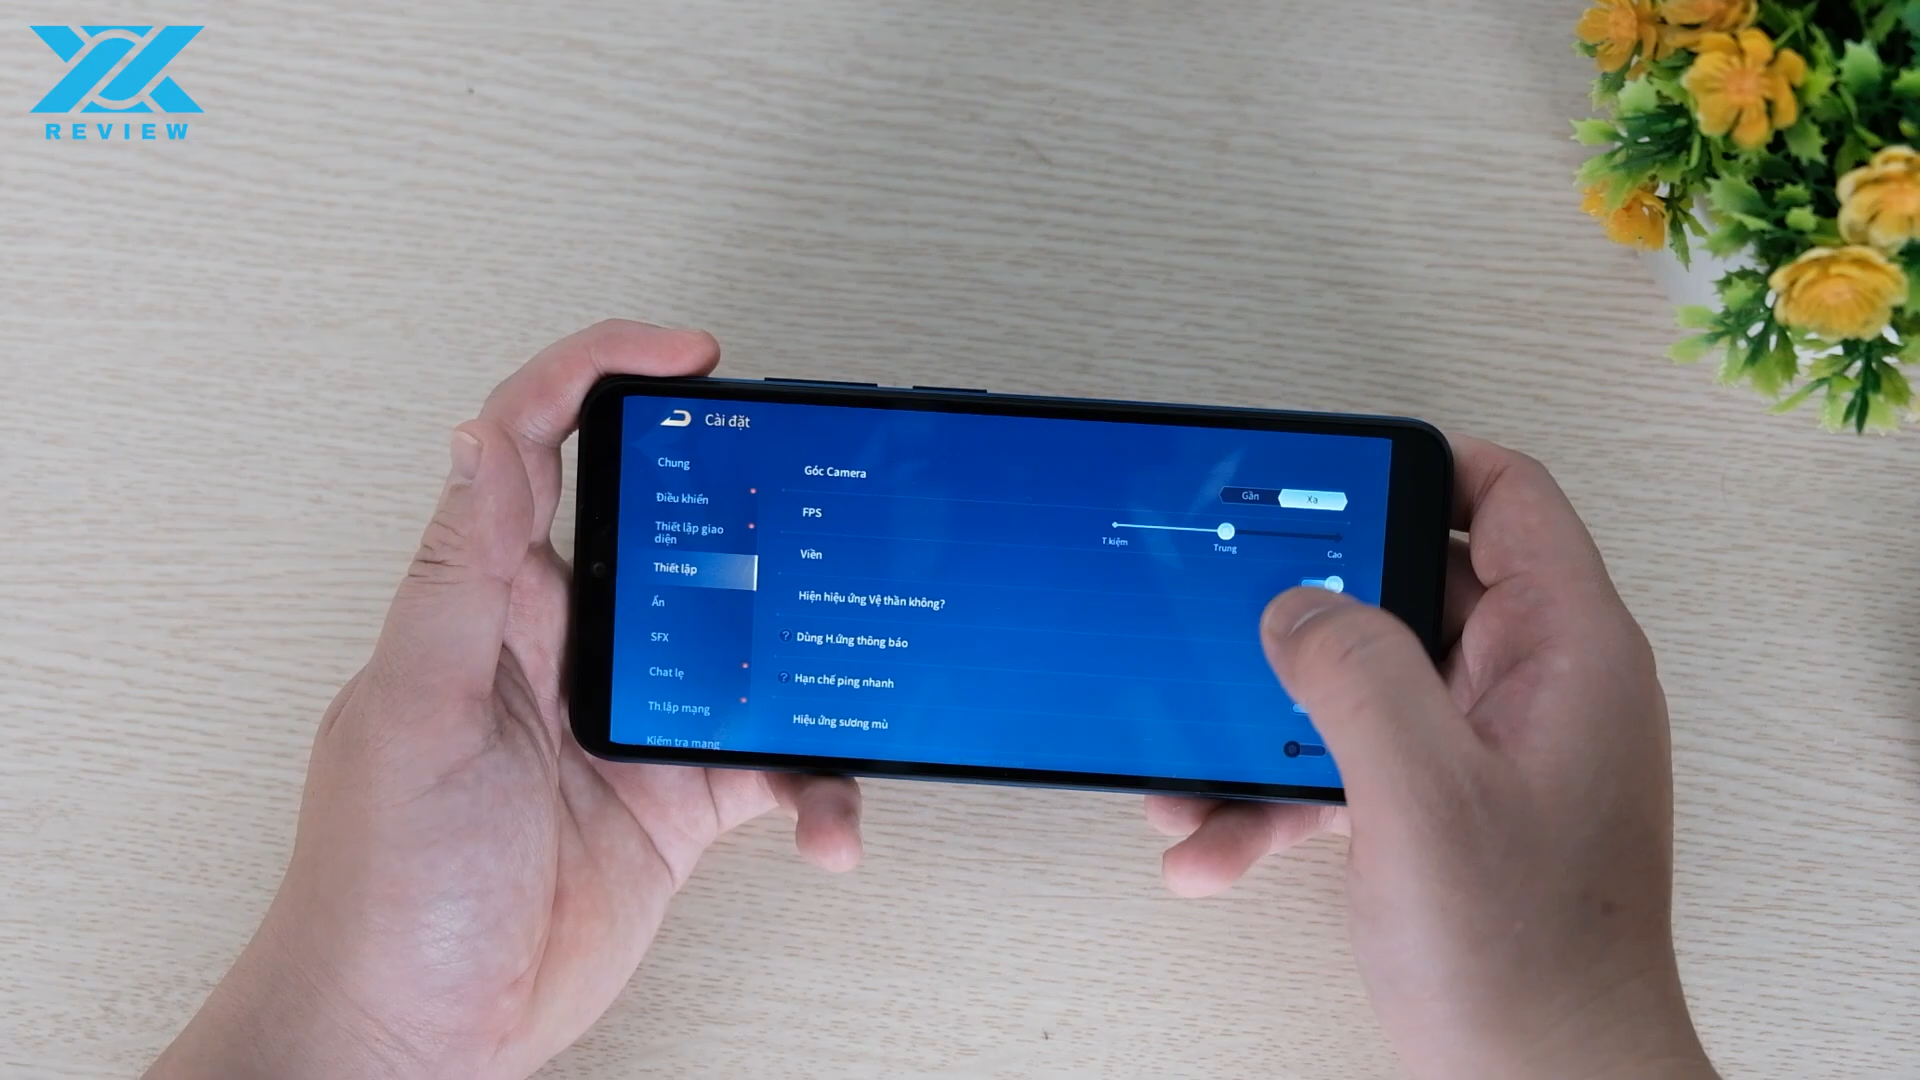 REVIEW
Cài đặt
Chung
Điều khiển
Thiết lập giao
diện
Thiết lập
Ẩn
SFX
Chat lẹ
Th.lập mạng
Kiểm tra mạng
Góc Camera
Gần
Xa
FPS
T kiệm
Trung
Cao
Viền
Hiện hiệu ứng Vệ thần không?
? Dùng H.ứng thông báo
? Hạn chế ping nhanh
Hiệu ứng sương mù